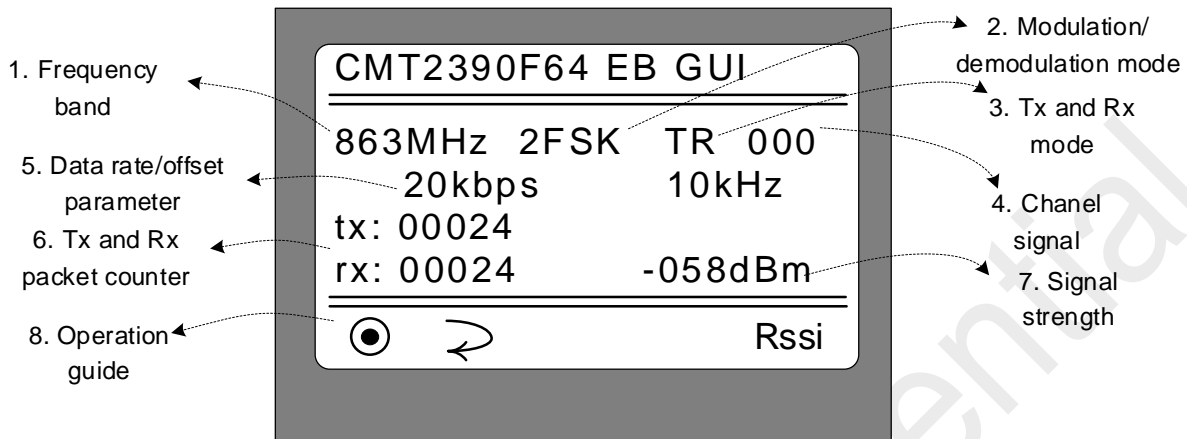 1. Frequency
band
5. Data rate/offset
parameter
6. Tx and Rx
packet counter
8. Operation
guide
CMT2390F64 EB GUI
863MHz 2FSK TR 000
20kbps 10kHz
tx: 00024
rx: 00024 -058dBm
Rssi
2. Modulation/
demodulation mode
3. Tx and Rx
mode
4. Chanel
signal
7. Signal
strength
ential